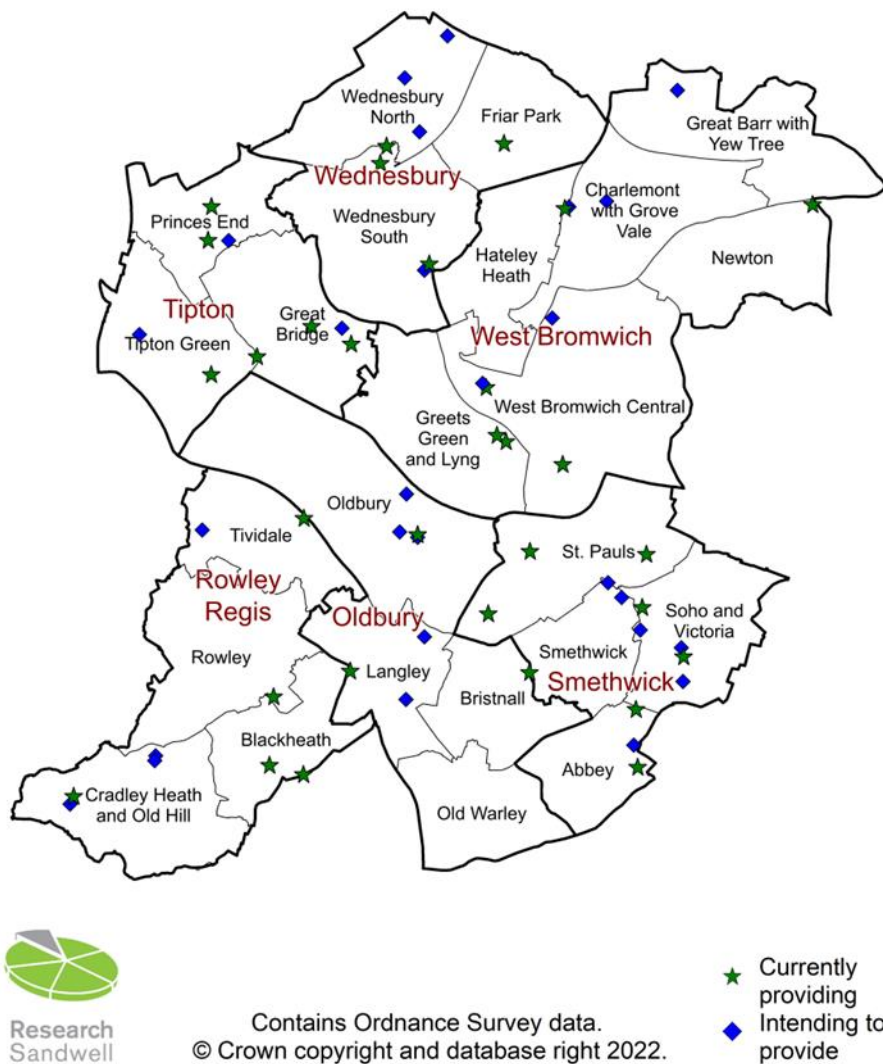 Wednesbury
North
Friar Park
Great Barr with
Yew Tree
Wednesbury
Princes End
Charlemont
with Grove
Vale
Wednesbury
South
Hateley
Heath
Newton
Tipton
Great
Bridge
Tipton Green
West Bromwich
West Bromwich Central
Greets
Green
and Lyng
Oldbury
Tividale
St. Pauls
Rowley
Regis
Oldbury
Soho and
Victoria
Smethwick
Rowley
Langley
Smethwick
Bristnall
Blackheath
Abbey
Cradley Heath
and Old Hill
Old Warley
Currently
providing
Intending to
provide
Research
Sandwell
Contains Ordnance Survey data.
© Crown copyright and database right 2022.